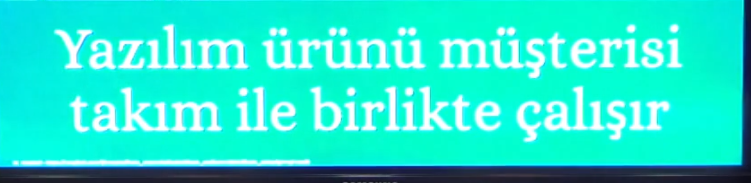 Yazılım ürünü müşterisi
takım ile birlikte çalışır